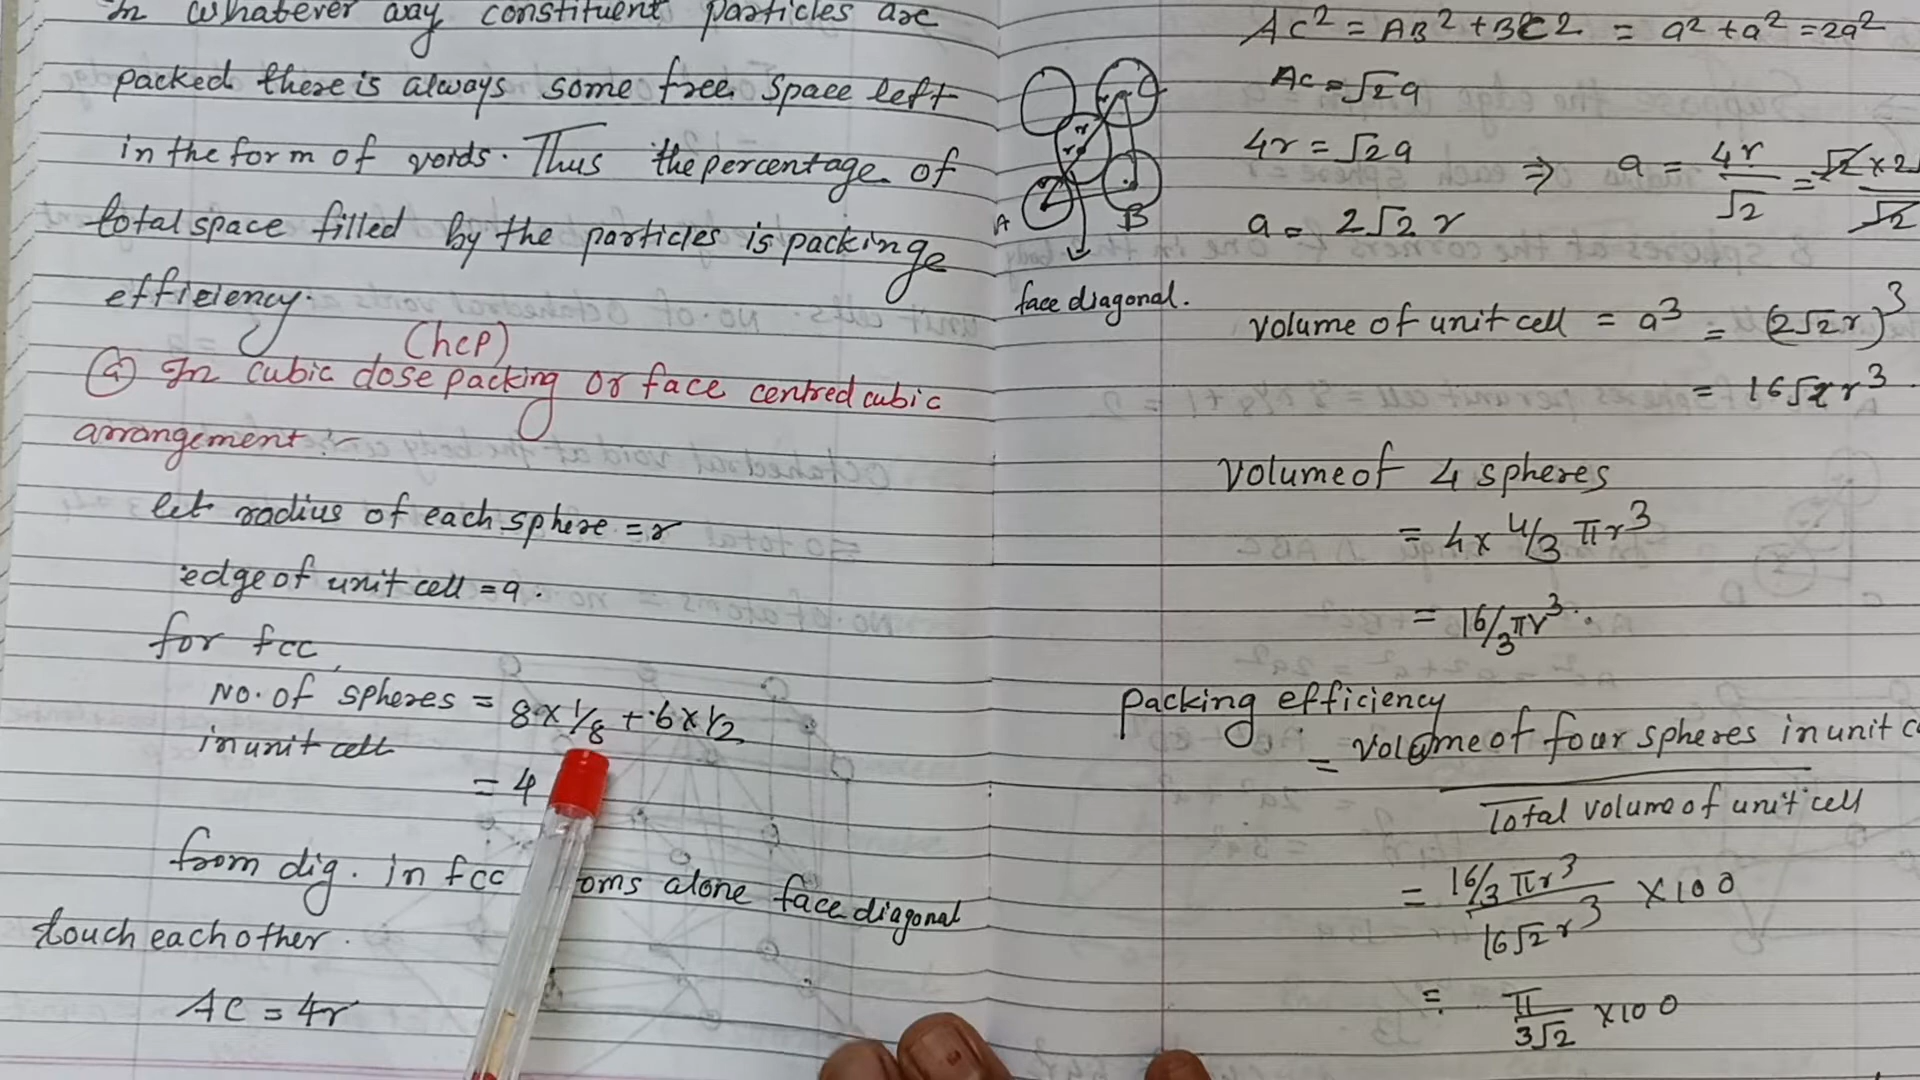 In whatever way constituent particles are
packed there is always some free space left
in the form of voids. Thus the percentage of
total space filled by the particles is packing
efficiency.
(hcp)
(a) In cubic close packing or face centred cubic
arrangement :-
let radius of each sphere = r
edge of unit cell = a.
for fcc,
No. of spheres = 8 x 1/8 + 6 x 1/2
in unit cell
= 4
from dig. in fcc oms alone face diagonal
touch each other.
AC = 4r
C
r
r
A
B
face diagonal.
AC² = AB² + BC² = a² + a² = 2a²
AC = √2a
4r = √2a ⇒ a = 4r/√2 = √2 x 2/√2
a = 2√2 r
volume of unit cell = a³ = (2√2r)³
= 16√2r³.
Volume of 4 spheres
= 4 x 4/3 πr³
= 16/3 πr³.
packing efficiency
= volume of four spheres in unit c
Total volume of unit cell
= 16/3 πr³ / 16√2 r³ x 100
= π / 3√2 x 100